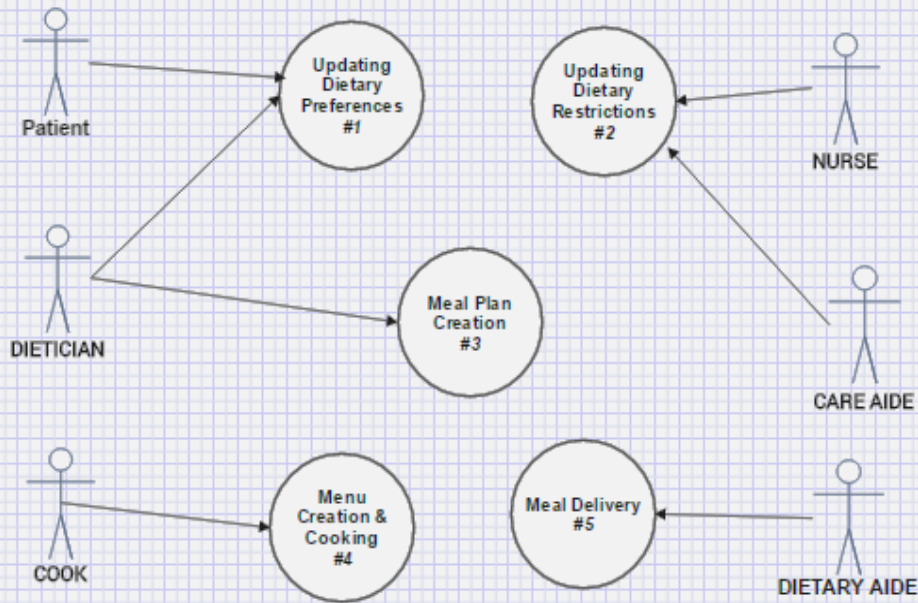 Updating
Dietary
Preferences
#1
Updating
Dietary
Restrictions
#2
Patient
NURSE
Meal Plan
Creation
#3
DIETICIAN
CARE AIDE
Menu
Creation &
Cooking
#4
Meal Delivery
#5
COOK
DIETARY AIDE